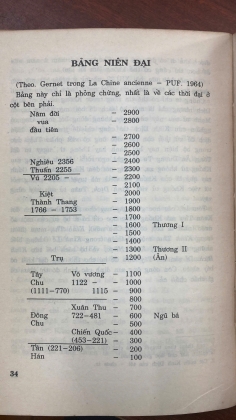 BẢNG NIÊN ĐẠI
(Theo. Gernet trong La Chine ancienne – PUF. 1964)
Bảng này chỉ là phỏng chừng, nhất là về các thời đại ở
cột bên phải.
Năm đời – 2900
vua – 2800
đầu tiên
– 2700
– 2600
– 2500
Nghiêu 2356 – 2400
Thuấn 2255 – 2300
Vũ 2205 – – 2200
– 2100
Kiệt – 2000
Thành Thang – 1900
1766 – 1753 – 1800
– 1700
– 1600 Thương I
– 1500
– 1400
– 1300 Thương II
Trụ – 1200 (Ân)
Tây Võ vương – 1100
Chu 1122 – – 1000
(1111-770) 1115 – 900
– 800
Xuân Thu – 700
Đông 722-481 – 600 Ngũ bá
Chu – 500
Chiến Quốc – 400
(453-221) – 300
Tần (221-206) – 200
Hán – 100
34